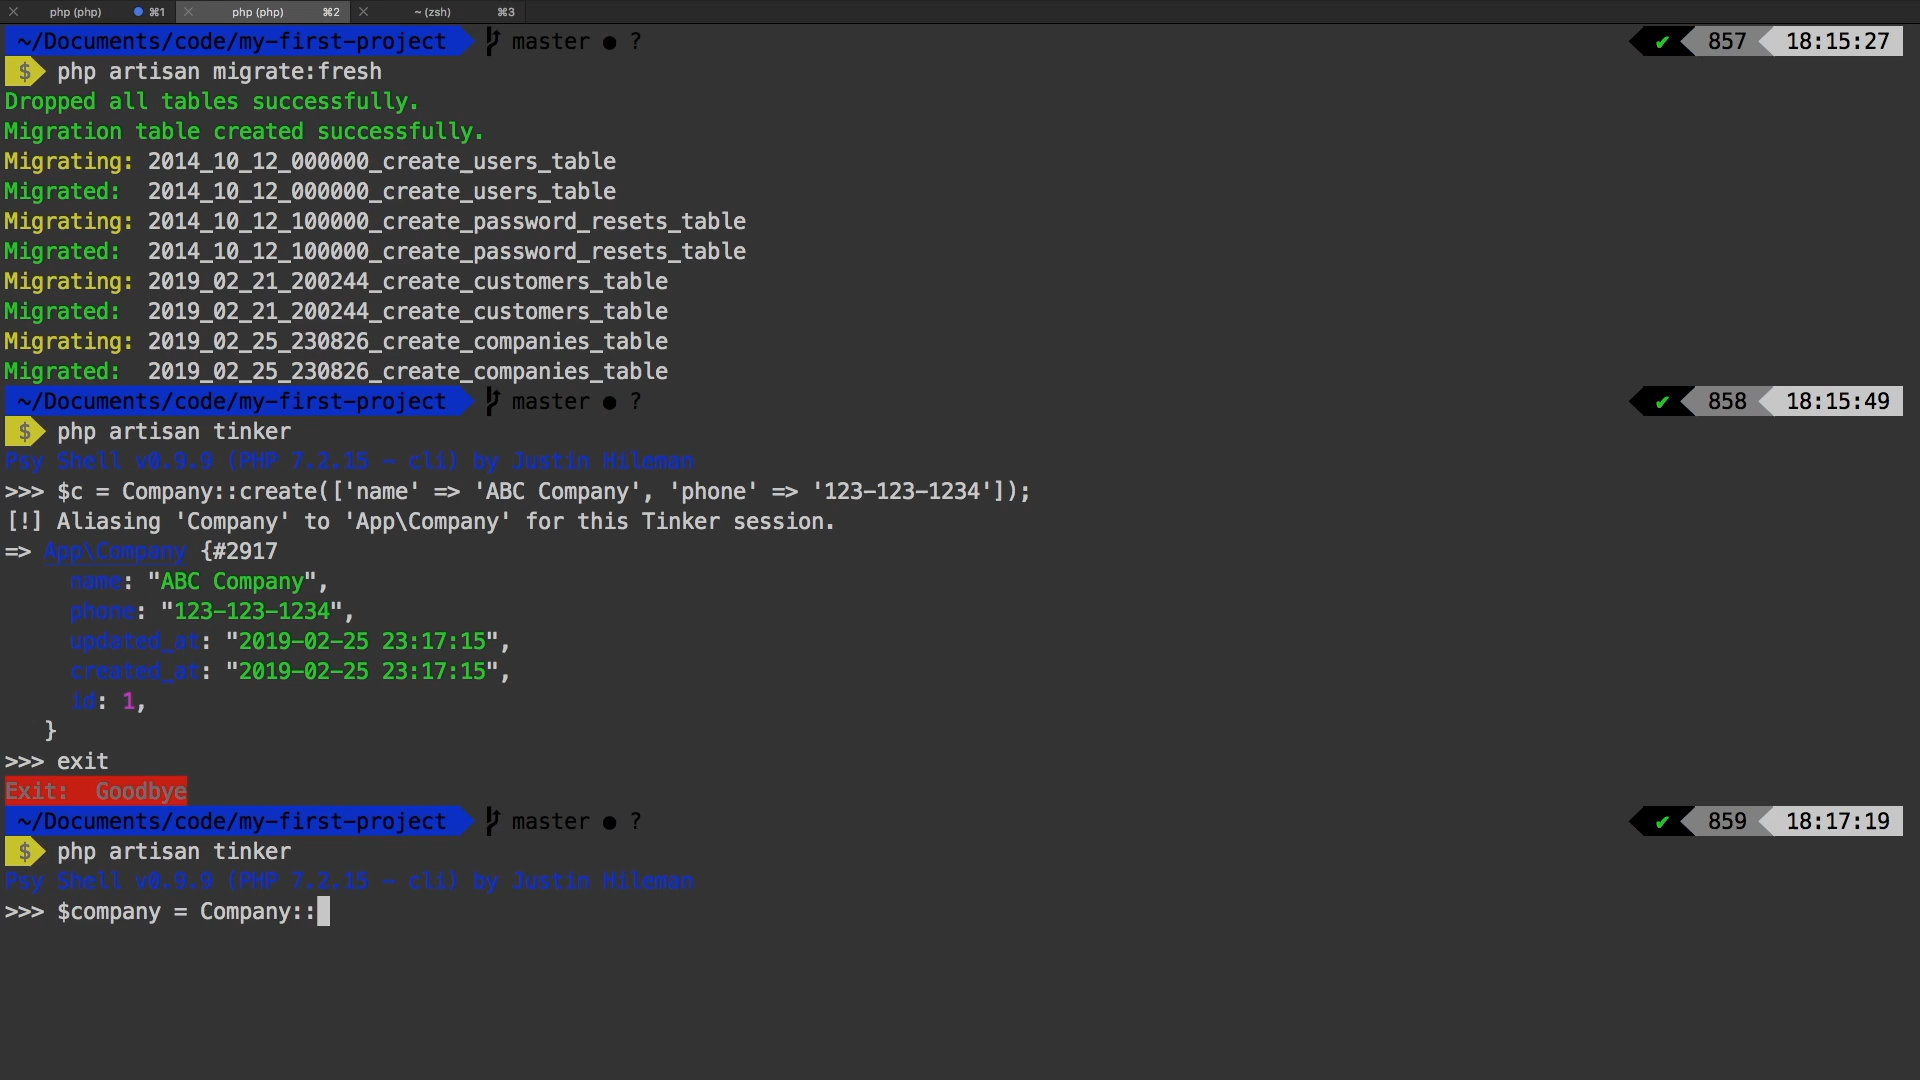 php (php) ⌘1 php (php) ⌘2 ~ (zsh) ⌘3
~/Documents/code/my-first-project master ● ? ✔ 857 18:15:27
$ php artisan migrate:fresh
Dropped all tables successfully.
Migration table created successfully.
Migrating: 2014_10_12_000000_create_users_table
Migrated:  2014_10_12_000000_create_users_table
Migrating: 2014_10_12_100000_create_password_resets_table
Migrated:  2014_10_12_100000_create_password_resets_table
Migrating: 2019_02_21_200244_create_customers_table
Migrated:  2019_02_21_200244_create_customers_table
Migrating: 2019_02_25_230826_create_companies_table
Migrated:  2019_02_25_230826_create_companies_table
~/Documents/code/my-first-project master ● ? ✔ 858 18:15:49
$ php artisan tinker
Psy Shell v0.9.9 (PHP 7.2.15 — cli) by Justin Hileman
>>> $c = Company::create(['name' => 'ABC Company', 'phone' => '123-123-1234']);
[!] Aliasing 'Company' to 'App\Company' for this Tinker session.
=> App\Company {#2917
name: "ABC Company",
phone: "123-123-1234",
updated_at: "2019-02-25 23:17:15",
created_at: "2019-02-25 23:17:15",
id: 1,
}
>>> exit
Exit:  Goodbye
~/Documents/code/my-first-project master ● ? ✔ 859 18:17:19
$ php artisan tinker
Psy Shell v0.9.9 (PHP 7.2.15 — cli) by Justin Hileman
>>> $company = Company::